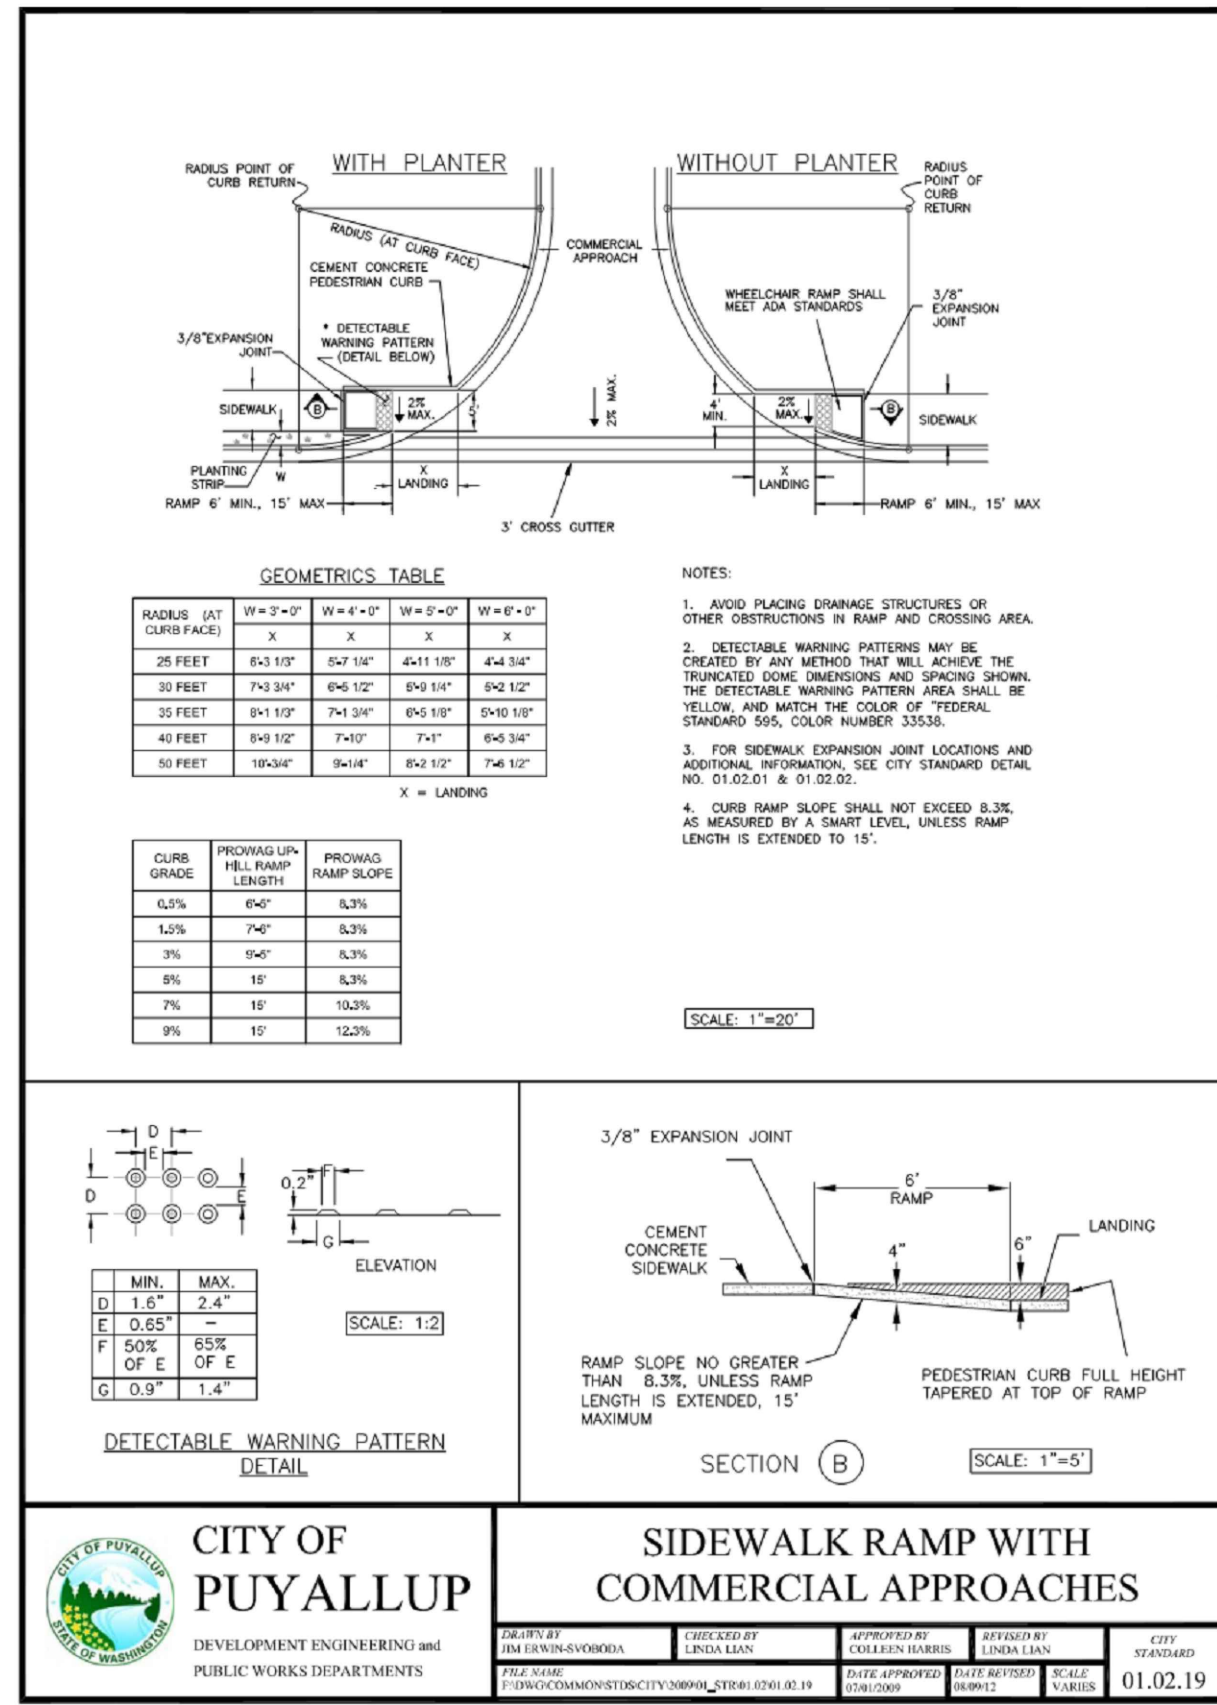 WITH PLANTER
WITHOUT PLANTER
RADIUS POINT OF
CURB RETURN
RADIUS
POINT OF
CURB
RETURN
RADIUS (AT CURB FACE)
COMMERCIAL
APPROACH
CEMENT CONCRETE
PEDESTRIAN CURB
WHEELCHAIR RAMP SHALL
MEET ADA STANDARDS
3/8"
EXPANSION
JOINT
* DETECTABLE
WARNING PATTERN
(DETAIL BELOW)
3/8"EXPANSION
JOINT
SIDEWALK
B
2%
MAX.
5'
2% MAX.
4'
MIN.
2%
MAX.
B
SIDEWALK
PLANTING
STRIP
W
X
LANDING
X
LANDING
RAMP 6' MIN., 15' MAX
RAMP 6' MIN., 15' MAX
3' CROSS GUTTER
GEOMETRICS TABLE
RADIUS (AT
CURB FACE)
W = 3'-0" W = 4'-0" W = 5'-0" W = 6'-0"
X X X X
25 FEET 6'-3 1/3" 5'-7 1/4" 4'-11 1/8" 4'-4 3/4"
30 FEET 7'-3 3/4" 6'-5 1/2" 5'-9 1/4" 5'-2 1/2"
35 FEET 8'-1 1/3" 7'-1 3/4" 6'-5 1/8" 5'-10 1/8"
40 FEET 8'-9 1/2" 7'-10" 7'-1" 6'-5 3/4"
50 FEET 10'-3/4" 9'-1/4" 8'-2 1/2" 7'-6 1/2"
X = LANDING
CURB
GRADE
PROWAG UP-
HILL RAMP
LENGTH
PROWAG
RAMP SLOPE
0.5% 6'-6" 8.3%
1.5% 7'-6" 8.3%
3% 9'-6" 8.3%
5% 15' 8.3%
7% 15' 10.3%
9% 15' 12.3%
NOTES:
1. AVOID PLACING DRAINAGE STRUCTURES OR
OTHER OBSTRUCTIONS IN RAMP AND CROSSING AREA.
2. DETECTABLE WARNING PATTERNS MAY BE
CREATED BY ANY METHOD THAT WILL ACHIEVE THE
TRUNCATED DOME DIMENSIONS AND SPACING SHOWN.
THE DETECTABLE WARNING PATTERN AREA SHALL BE
YELLOW, AND MATCH THE COLOR OF "FEDERAL
STANDARD 595, COLOR NUMBER 33538.
3. FOR SIDEWALK EXPANSION JOINT LOCATIONS AND
ADDITIONAL INFORMATION, SEE CITY STANDARD DETAIL
NO. 01.02.01 & 01.02.02.
4. CURB RAMP SLOPE SHALL NOT EXCEED 8.3%,
AS MEASURED BY A SMART LEVEL, UNLESS RAMP
LENGTH IS EXTENDED TO 15'.
SCALE: 1"=20'
D
E
D
E
0.2"
F
G
ELEVATION
SCALE: 1:2
MIN. MAX.
D 1.6" 2.4"
E 0.65" –
F 50% OF E 65% OF E
G 0.9" 1.4"
DETECTABLE WARNING PATTERN
DETAIL
3/8" EXPANSION JOINT
6'
RAMP
CEMENT
CONCRETE
SIDEWALK
4"
6"
LANDING
RAMP SLOPE NO GREATER
THAN 8.3%, UNLESS RAMP
LENGTH IS EXTENDED, 15'
MAXIMUM
PEDESTRIAN CURB FULL HEIGHT
TAPERED AT TOP OF RAMP
SECTION B
SCALE: 1"=5'
CITY OF PUYALLUP
STATE OF WASHINGTON
CITY OF
PUYALLUP
DEVELOPMENT ENGINEERING and
PUBLIC WORKS DEPARTMENTS
SIDEWALK RAMP WITH
COMMERCIAL APPROACHES
DRAWN BY
JIM ERWIN-SVOBODA
CHECKED BY
LINDA LIAN
APPROVED BY
COLLEEN HARRIS
REVISED BY
LINDA LIAN
CITY
STANDARD
01.02.19
FILE NAME
F:\DWG\COMMON\STDS\CITY\2009\01_STR\01.02\01.02.19
DATE APPROVED
07/01/2009
DATE REVISED
08/09/12
SCALE
VARIES